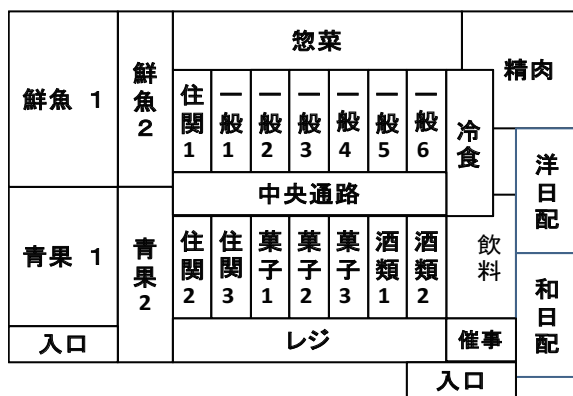 惣菜
精肉
鮮魚 1
鮮魚2
住関1
一般1
一般2
一般3
一般4
一般5
一般6
冷食
洋日配
中央通路
青果 1
青果2
住関2
住関3
菓子1
菓子2
菓子3
酒類1
酒類2
飲料
和日配
入口
レジ
催事
入口